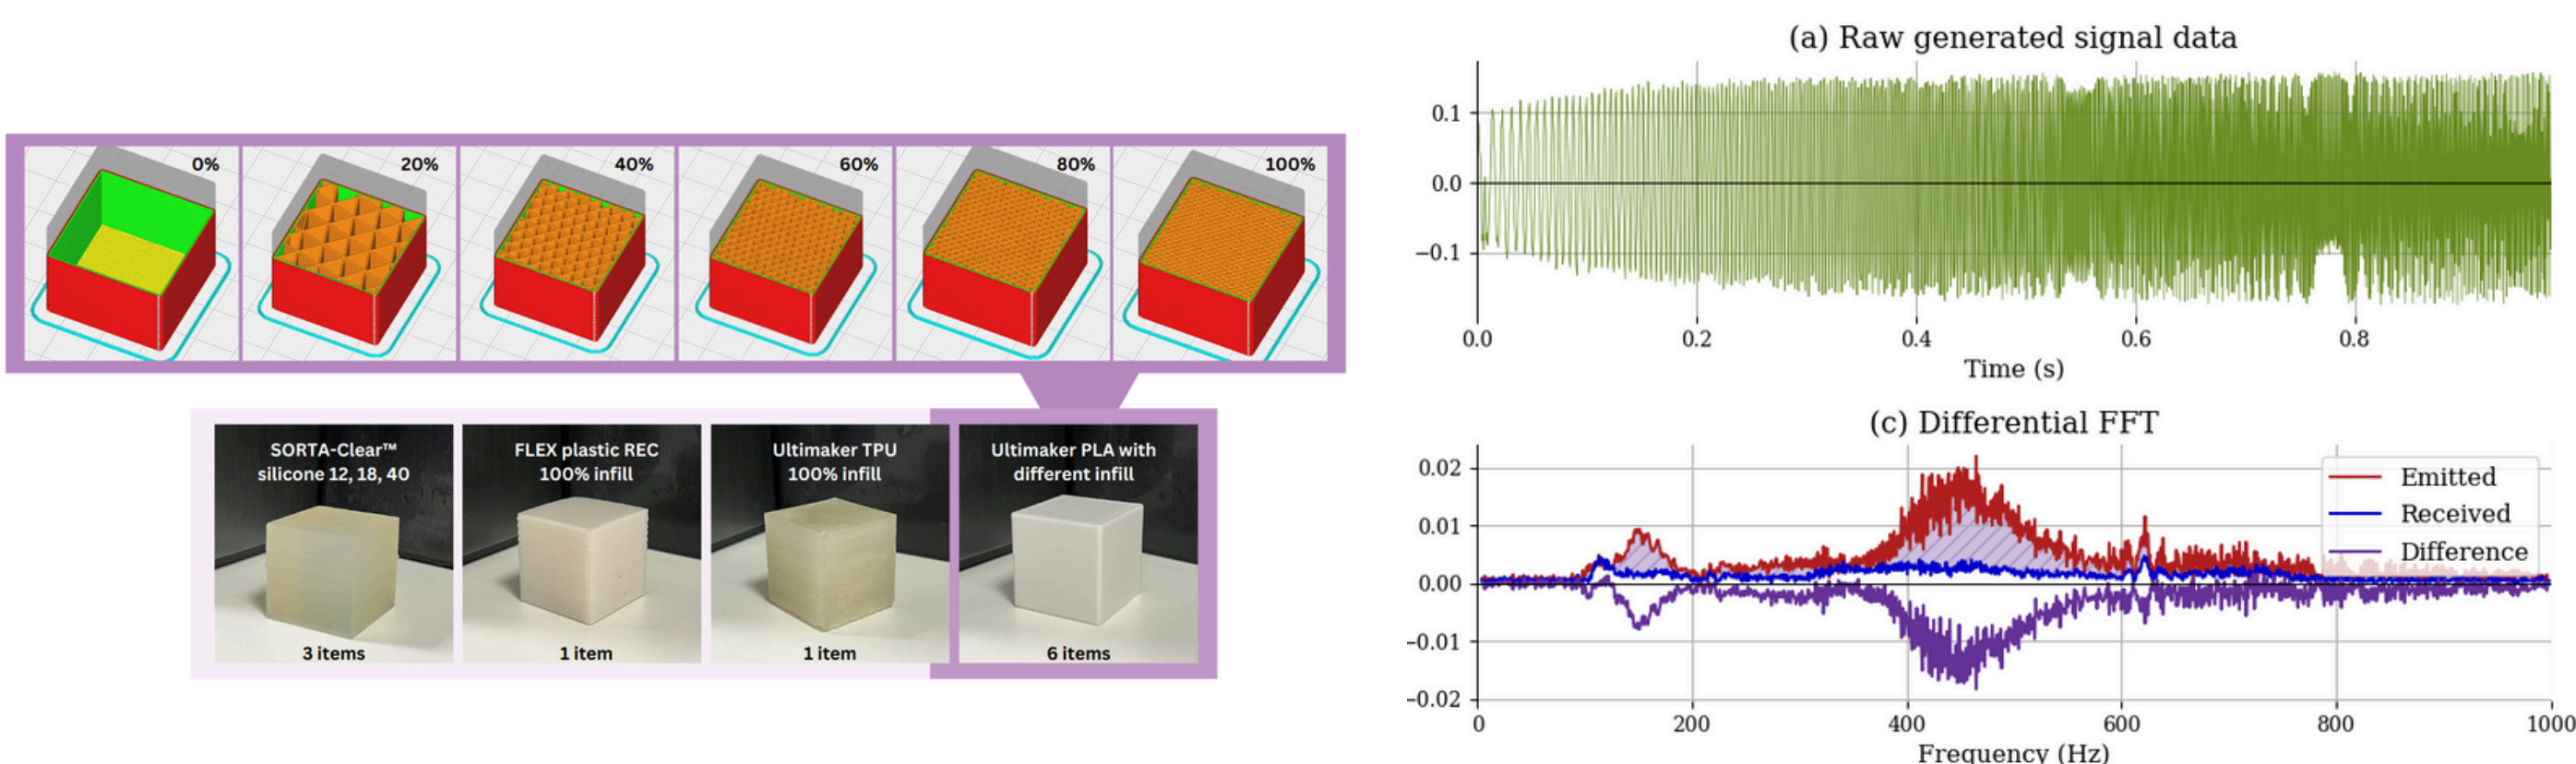 0%
20%
40%
60%
80%
100%
SORTA-Clear™
silicone 12, 18, 40
3 items
FLEX plastic REC
100% infill
1 item
Ultimaker TPU
100% infill
1 item
Ultimaker PLA with
different infill
6 items
(a) Raw generated signal data
0.1
0.0
−0.1
0.0
0.2
0.4
0.6
0.8
Time (s)
(c) Differential FFT
0.02
0.01
0.00
−0.01
−0.02
Emitted
Received
Difference
0
200
400
600
800
1000
Frequency (Hz)